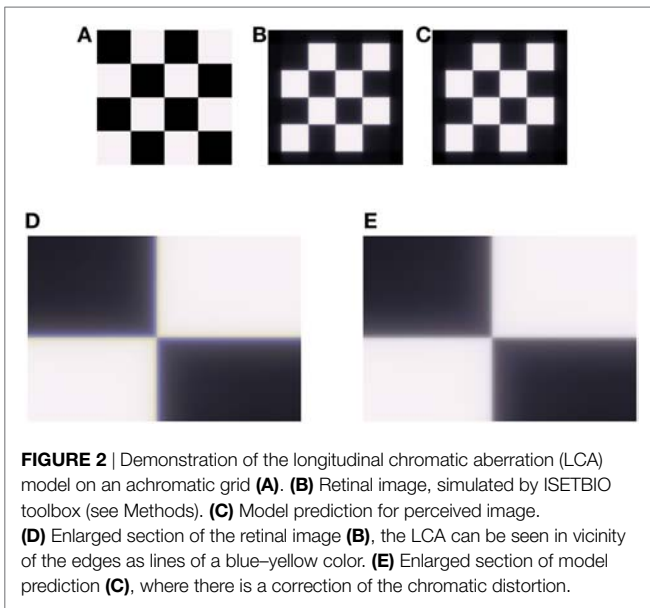 A
B
C
D
E
FIGURE 2 | Demonstration of the longitudinal chromatic aberration (LCA)
model on an achromatic grid (A). (B) Retinal image, simulated by ISETBIO
toolbox (see Methods). (C) Model prediction for perceived image.
(D) Enlarged section of the retinal image (B), the LCA can be seen in vicinity
of the edges as lines of a blue–yellow color. (E) Enlarged section of model
prediction (C), where there is a correction of the chromatic distortion.